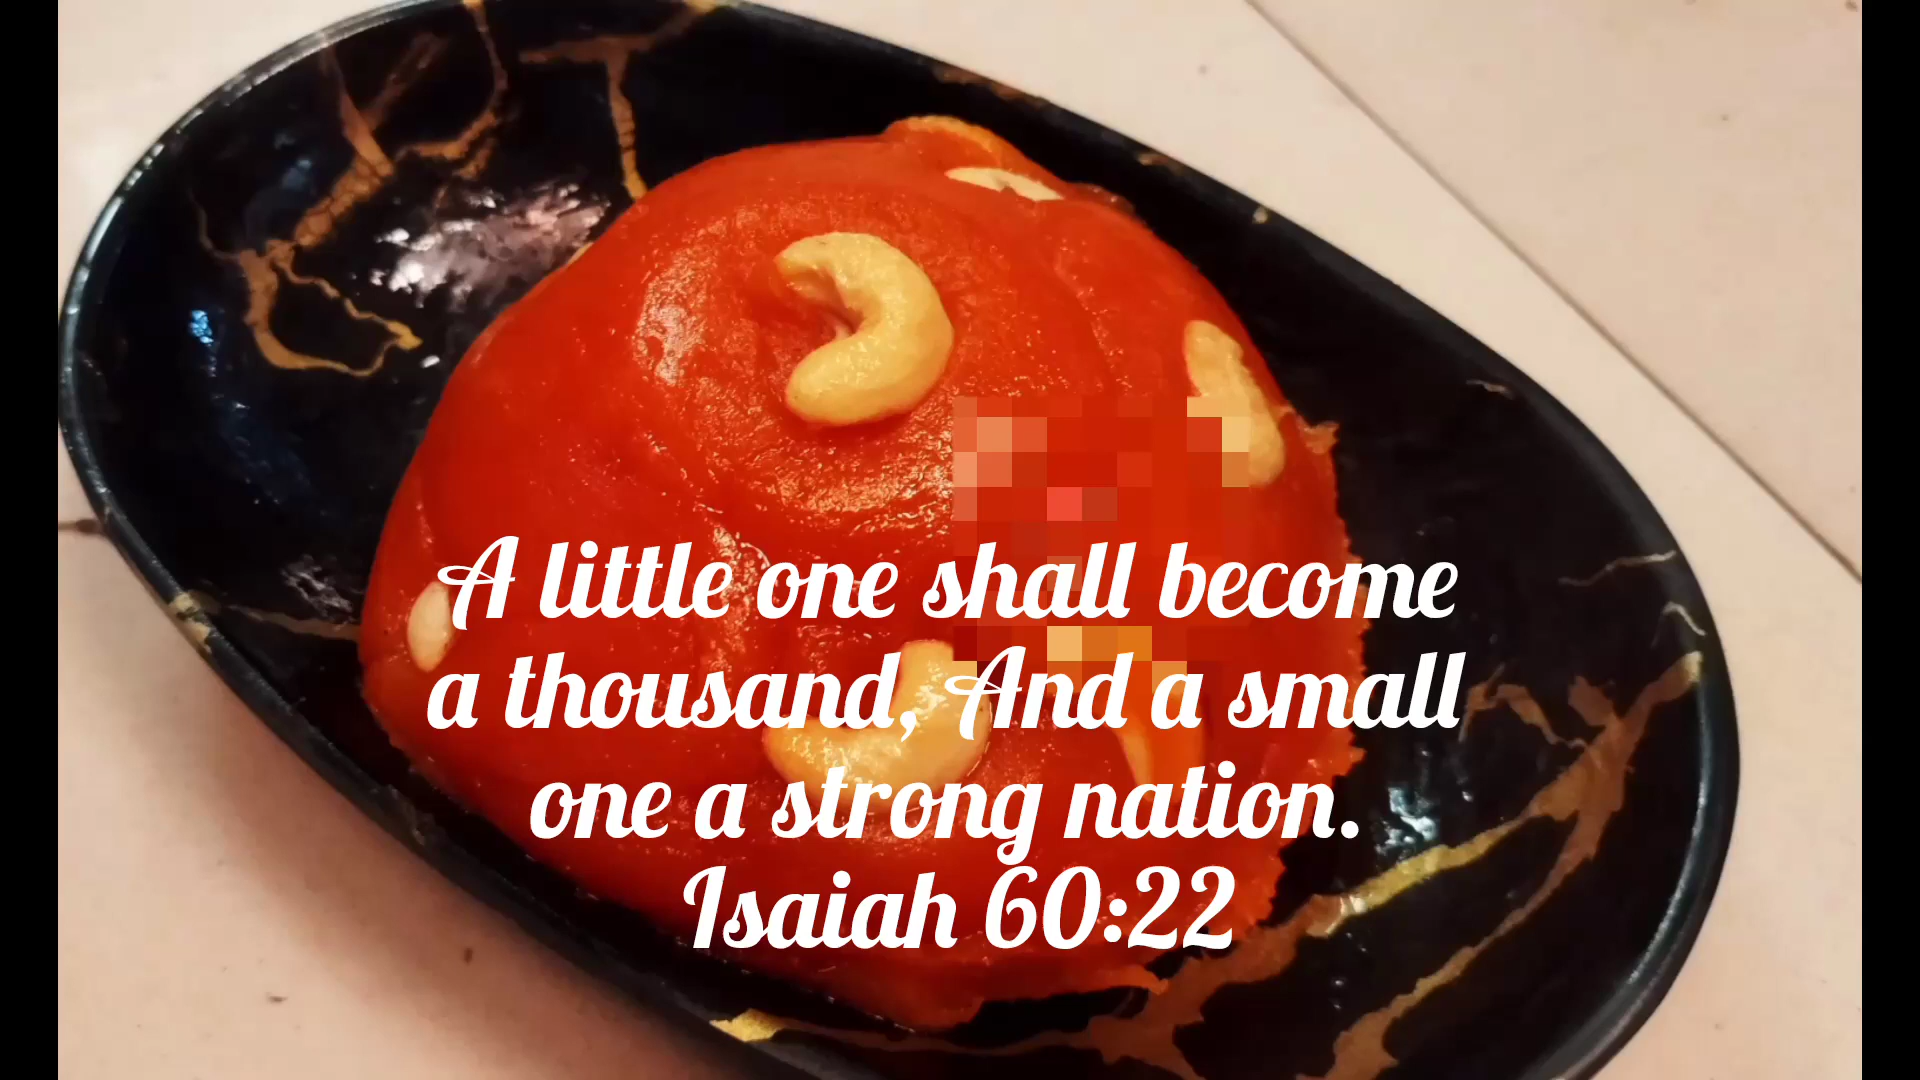 A little one shall become
a thousand, And a small
one a strong nation.
Isaiah 60:22